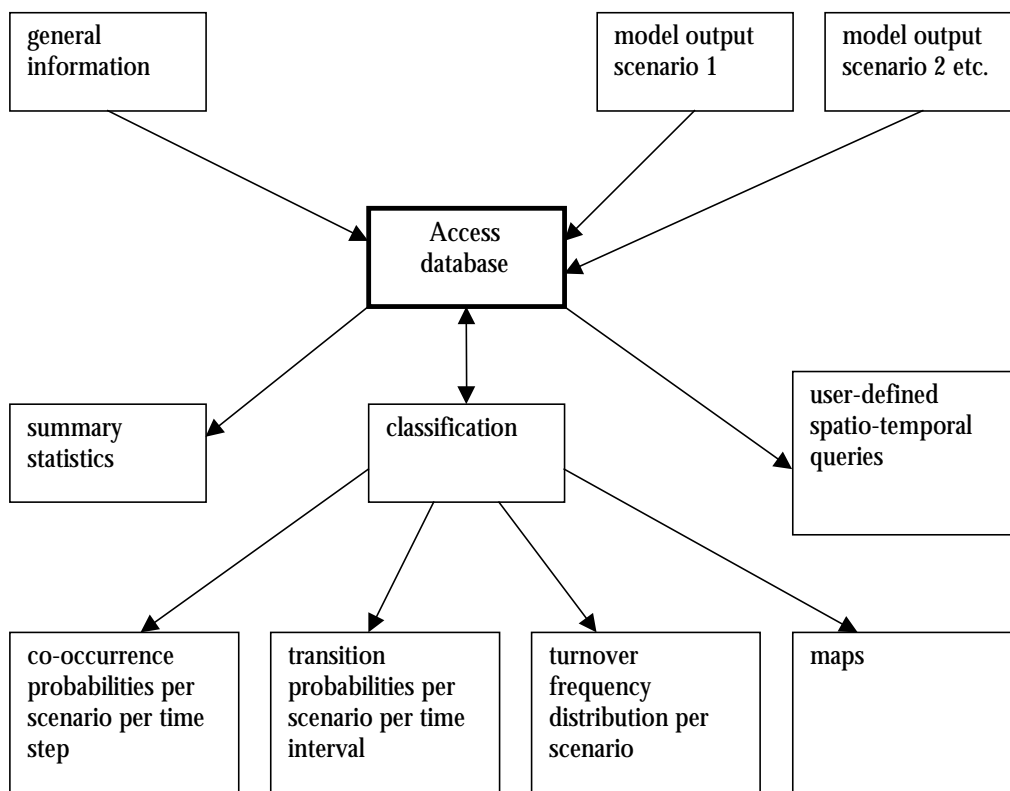 general
information
model output
scenario 1
model output
scenario 2 etc.
Access
database
summary
statistics
classification
user-defined
spatio-temporal
queries
co-occurrence
probabilities per
scenario per time
step
transition
probabilities per
scenario per time
interval
turnover
frequency
distribution per
scenario
maps